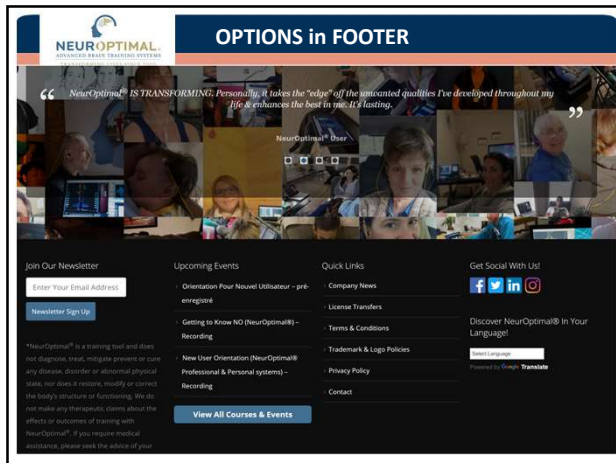 NEUROPTIMAL®
ADVANCED BRAIN TRAINING SYSTEMS
TRANSFORMING LIVES SINCE 2000
OPTIONS in FOOTER
“ NeurOptimal® IS TRANSFORMING. Personally, it takes the "edge" off the unwanted qualities I've developed throughout my
life & enhances the best in me. It's lasting. ”
NeurOptimal® User
Join Our Newsletter
Enter Your Email Address
Newsletter Sign Up
*NeurOptimal® is a training tool and does
not diagnose, treat, mitigate prevent or cure
any disease, disorder or abnormal physical
state, nor does it restore, modify or correct
the body's structure or functioning. We do
not make any therapeutic claims about the
effects or outcomes of training with
NeurOptimal®. If you require medical
assistance, please seek the advice of your
Upcoming Events
› Orientation Pour Nouvel Utilisateur – pré-
enregistré
› Getting to Know NO (NeurOptimal®) –
Recording
› New User Orientation (NeurOptimal®
Professional & Personal systems) –
Recording
View All Courses & Events
Quick Links
› Company News
› License Transfers
› Terms & Conditions
› Trademark & Logo Policies
› Privacy Policy
› Contact
Get Social With Us!
Discover NeurOptimal® In Your
Language!
Select Language
Powered by Google Translate